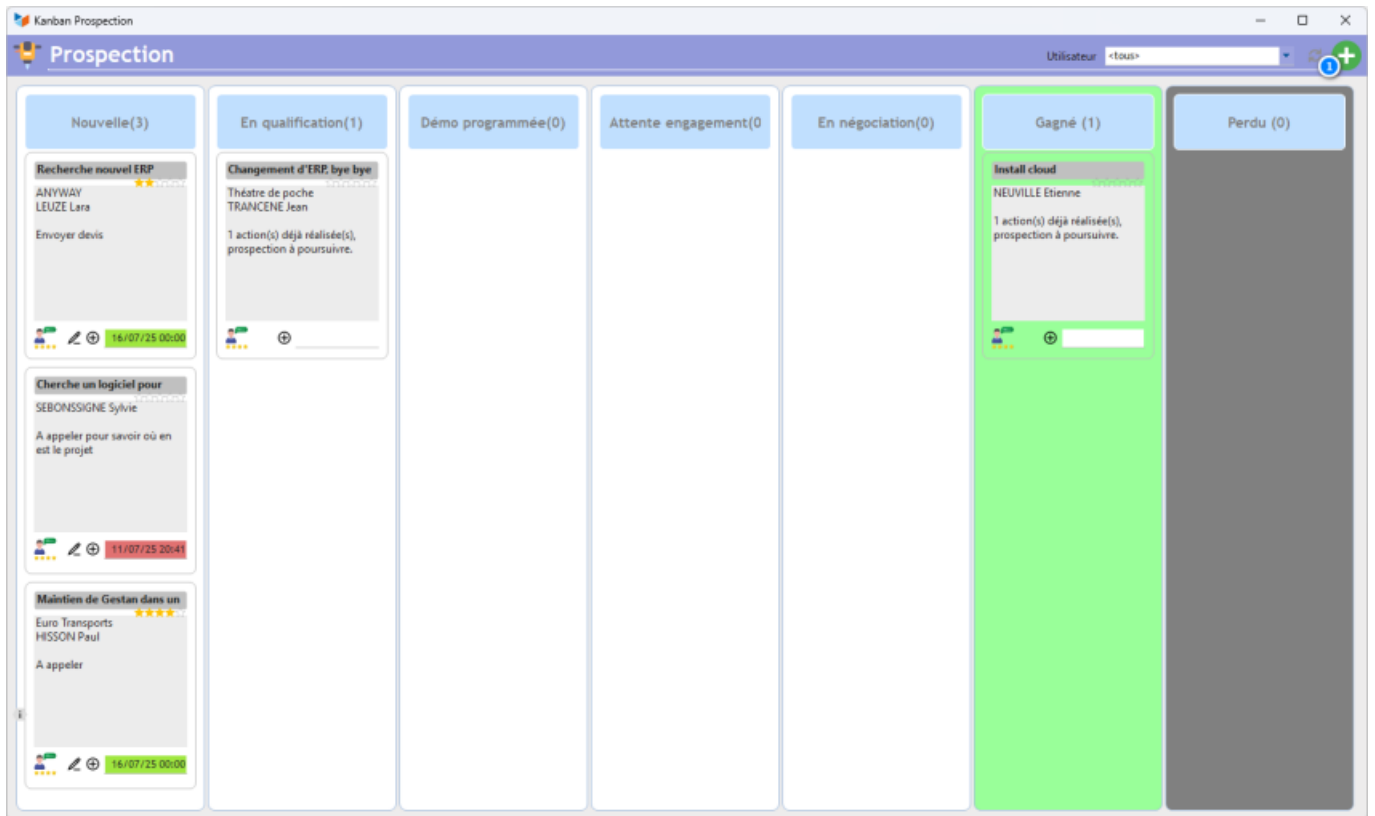 Kanban Prospection
Prospection
Utilisateur
<tous>
1
Nouvelle(3)
En qualification(1)
Démo programmée(0)
Attente engagement(0
En négociation(0)
Gagné (1)
Perdu (0)
Recherche nouvel ERP
ANYWAY
LEUZE Lara
Envoyer devis
16/07/25 00:00
Cherche un logiciel pour
SEBONSSIGNE Sylvie
A appeler pour savoir où en
est le projet
11/07/25 20:41
Maintien de Gestan dans un
Euro Transports
HISSON Paul
A appeler
16/07/25 00:00
Changement d'ERP, bye bye
Théatre de poche
TRANCENE Jean
1 action(s) déjà réalisée(s),
prospection à poursuivre.
Install cloud
NEUVILLE Etienne
1 action(s) déjà réalisée(s),
prospection à poursuivre.